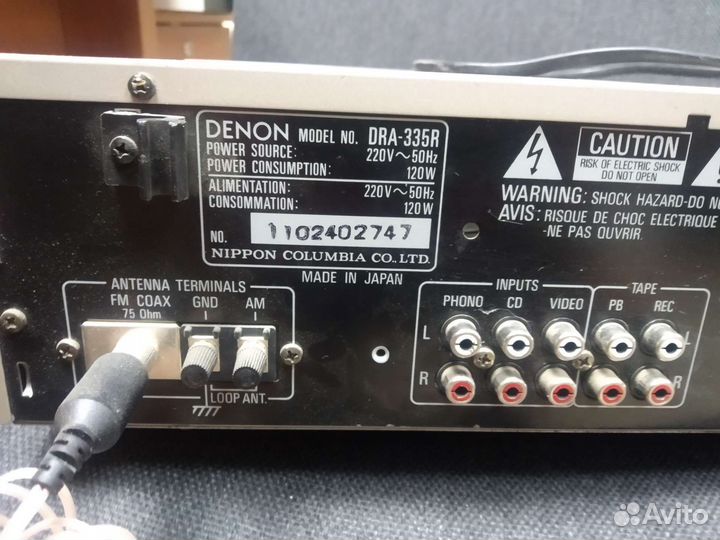 DENON MODEL NO. DRA-335R
POWER SOURCE: 220V～50Hz
POWER CONSUMPTION: 120W
ALIMENTATION: 220V～50Hz
CONSOMMATION: 120W
NO. 1102402747
NIPPON COLUMBIA CO., LTD.
MADE IN JAPAN
CAUTION
RISK OF ELECTRIC SHOCK
DO NOT OPEN
WARNING: SHOCK HAZARD-DO
AVIS: RISQUE DE CHOC ELECTRIQUE
-NE PAS OUVRIR.
ANTENNA TERMINALS
FM COAX
75 Ohm
GND
AM
LOOP ANT.
INPUTS
PHONO CD VIDEO
L
R
TAPE
PB REC
L
R
Avito